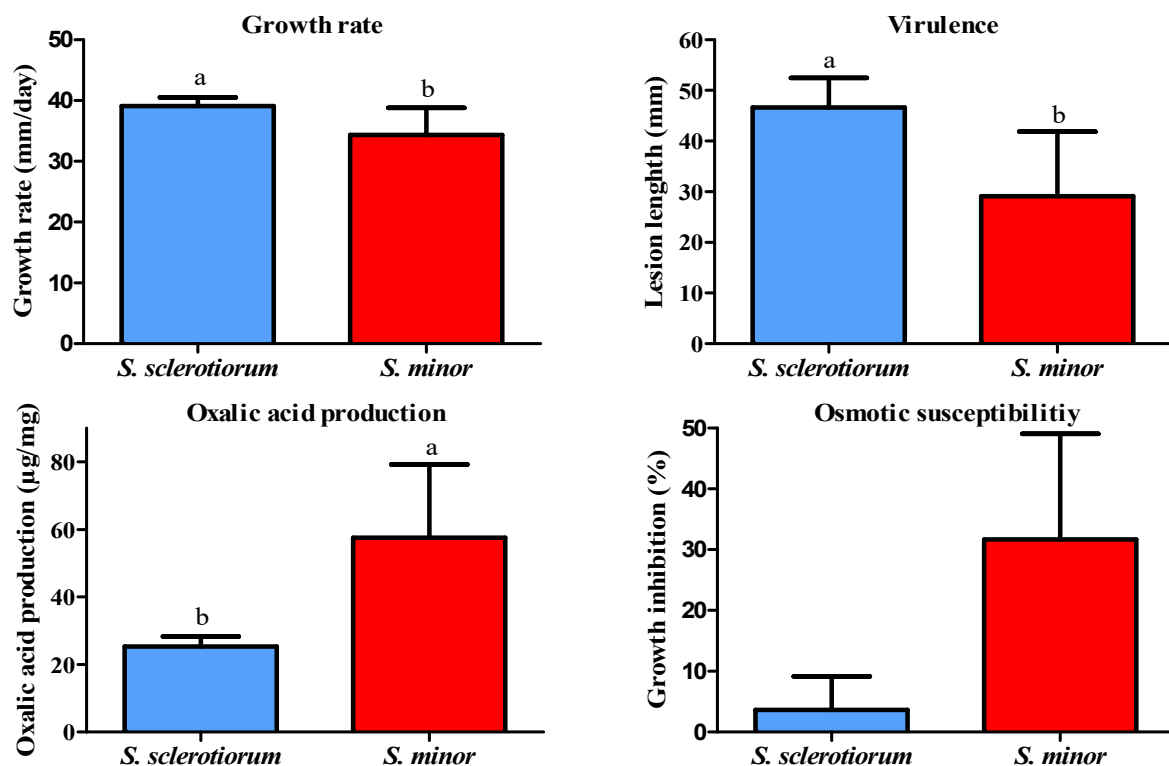 Growth rate
Growth rate (mm/day)
50
40
30
20
10
0
a
b
S. sclerotiorum
S. minor
Virulence
Lesion lenghth (mm)
60
50
40
30
20
10
0
a
b
S. sclerotiorum
S. minor
Oxalic acid production
Oxalic acid production (µg/mg)
80
60
40
20
0
b
a
S. sclerotiorum
S. minor
Osmotic susceptibilitiy
Growth inhibition (%)
50
40
30
20
10
0
S. sclerotiorum
S. minor